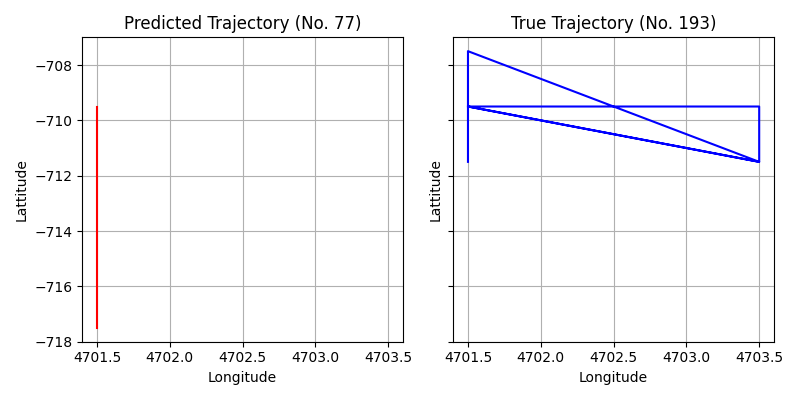 Predicted Trajectory (No. 77)
True Trajectory (No. 193)
−708
−710
−712
−714
−716
−718
Lattitude
Lattitude
4701.5 4702.0 4702.5 4703.0 4703.5
4701.5 4702.0 4702.5 4703.0 4703.5
Longitude
Longitude